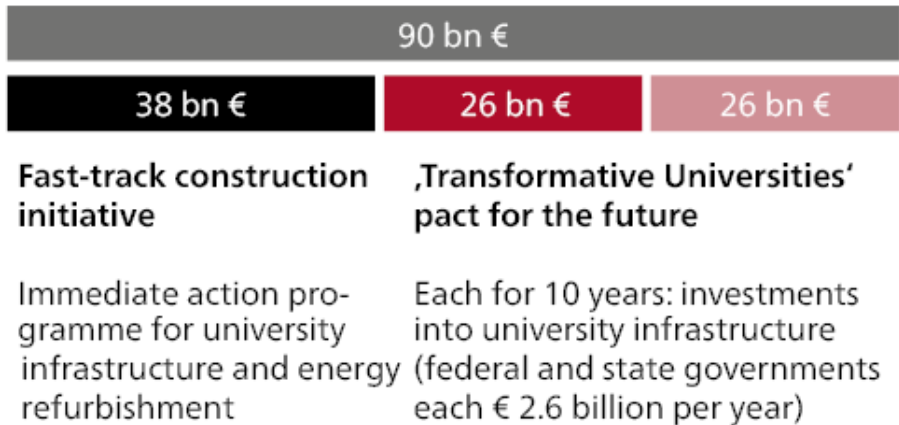 90 bn €
38 bn €
26 bn €
26 bn €
Fast-track construction
initiative
Immediate action pro-
gramme for university
infrastructure and energy
refurbishment
‚Transformative Universities‘
pact for the future
Each for 10 years: investments
into university infrastructure
(federal and state governments
each € 2.6 billion per year)